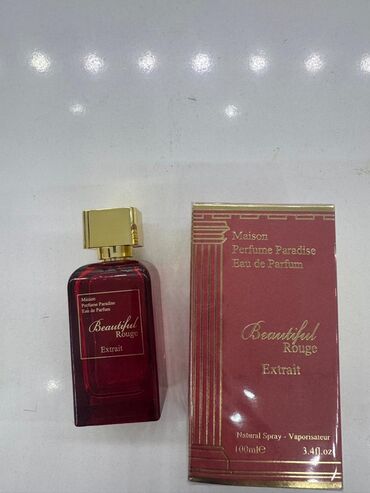 Maison
Perfume Paradise
Eau de Parfum
Beautiful
Rouge
Extrait
Maison
Perfume Paradise
Eau de Parfum
Beautiful
Rouge
Extrait
Natural Spray - Vaporisateur
100ml℮ 3.4fl.oz